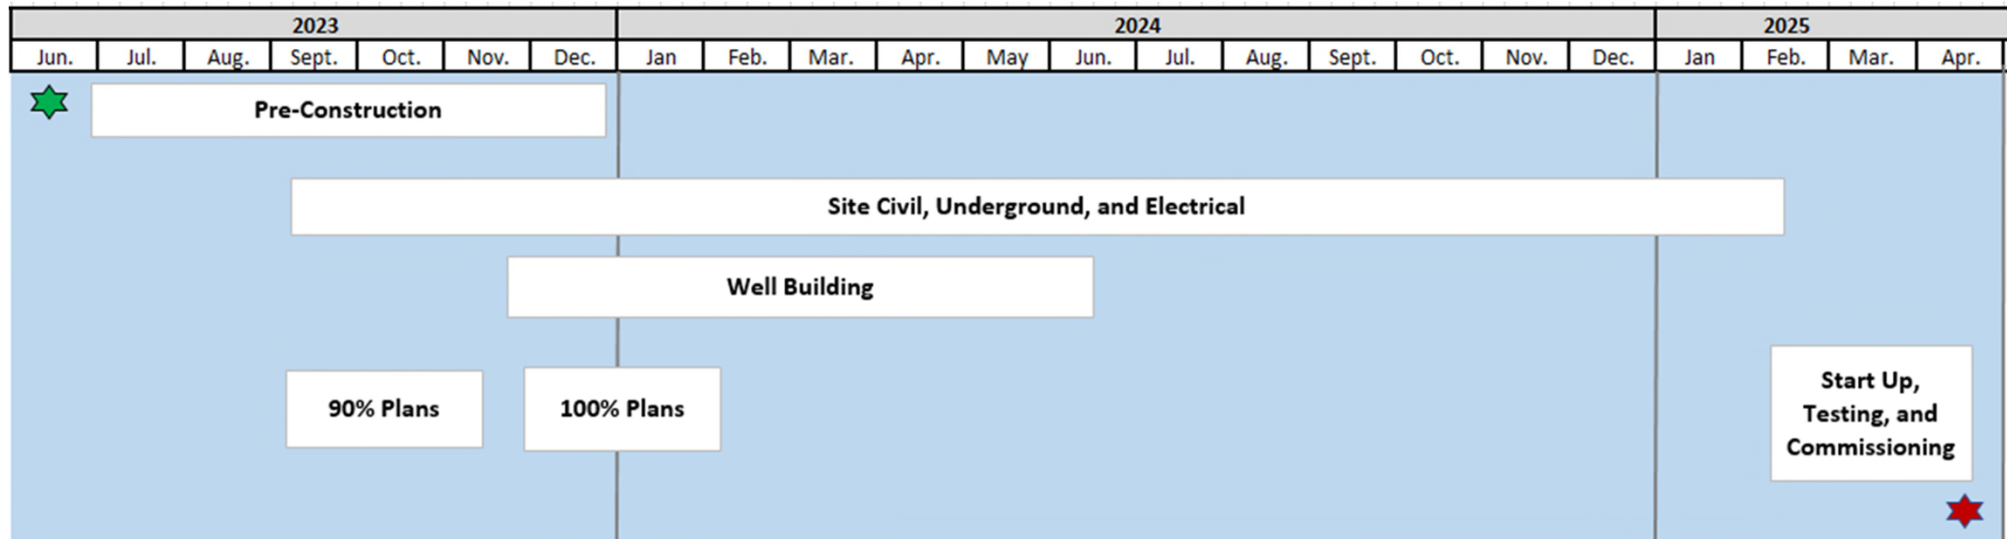 2023 2024 2025
Jun. Jul. Aug. Sept. Oct. Nov. Dec. Jan Feb. Mar. Apr. May Jun. Jul. Aug. Sept. Oct. Nov. Dec. Jan Feb. Mar. Apr.
Pre-Construction
Site Civil, Underground, and Electrical
Well Building
90% Plans
100% Plans
Start Up,
Testing, and
Commissioning